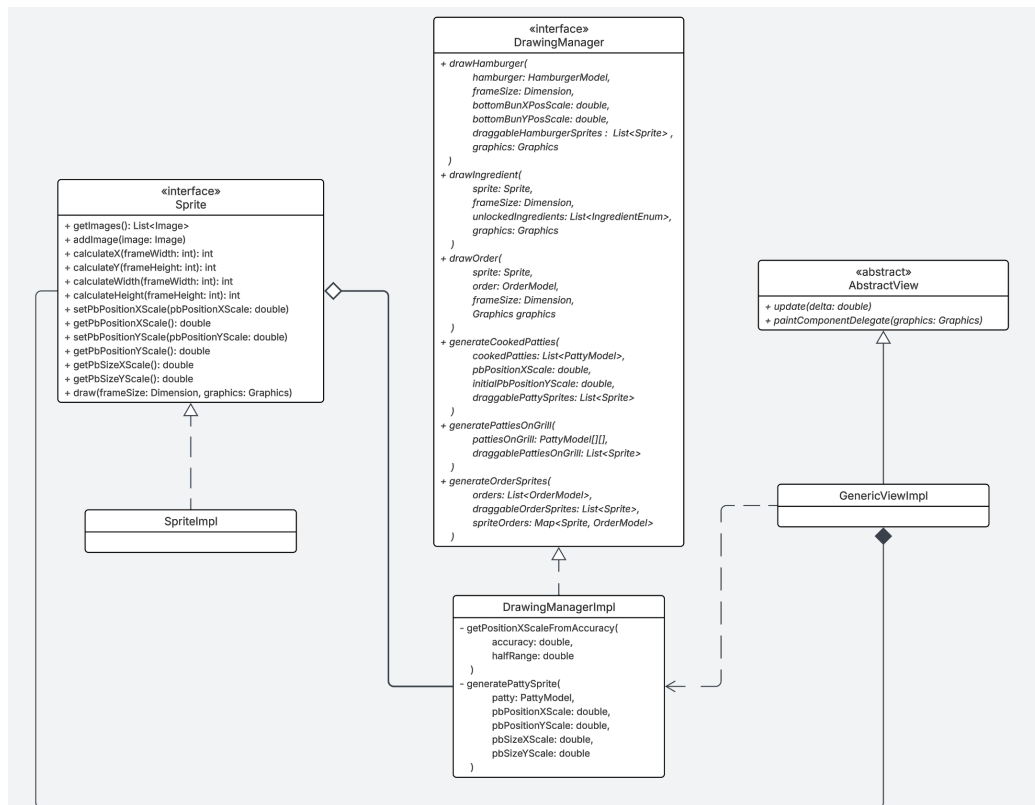 «interface»
DrawingManager
+ drawHamburger(
hamburger: HamburgerModel,
frameSize: Dimension,
bottomBunXPosScale: double,
bottomBunYPosScale: double,
draggableHamburgerSprites : List<Sprite> ,
graphics: Graphics
)
+ drawIngredient(
sprite: Sprite,
frameSize: Dimension,
unlockedIngredients: List<IngredientEnum>,
graphics: Graphics
)
+ drawOrder(
sprite: Sprite,
order: OrderModel,
frameSize: Dimension,
Graphics graphics
)
+ generateCookedPatties(
cookedPatties: List<PattyModel>,
pbPositionXScale: double,
initialPbPositionYScale: double,
draggablePattySprites: List<Sprite>
)
+ generatePattiesOnGrill(
pattiesOnGrill: PattyModel[][],
draggablePattiesOnGrill: List<Sprite>
)
+ generateOrderSprites(
orders: List<OrderModel>,
draggableOrderSprites: List<Sprite>,
spriteOrders: Map<Sprite, OrderModel>
)
«interface»
Sprite
+ getImages(): List<Image>
+ addImage(image: Image)
+ calculateX(frameWidth: int): int
+ calculateY(frameHeight: int): int
+ calculateWidth(frameWidth: int): int
+ calculateHeight(frameHeight: int): int
+ setPbPositionXScale(pbPositionXScale: double)
+ getPbPositionXScale(): double
+ setPbPositionYScale(pbPositionYScale: double)
+ getPbPositionYScale(): double
+ getPbSizeXScale(): double
+ getPbSizeYScale(): double
+ draw(frameSize: Dimension, graphics: Graphics)
«abstract»
AbstractView
+ update(delta: double)
+ paintComponentDelegate(graphics: Graphics)
SpriteImpl
GenericViewImpl
DrawingManagerImpl
- getPositionXScaleFromAccuracy(
accuracy: double,
halfRange: double
)
- generatePattySprite(
patty: PattyModel,
pbPositionXScale: double,
pbPositionYScale: double,
pbSizeXScale: double,
pbSizeYScale: double
)